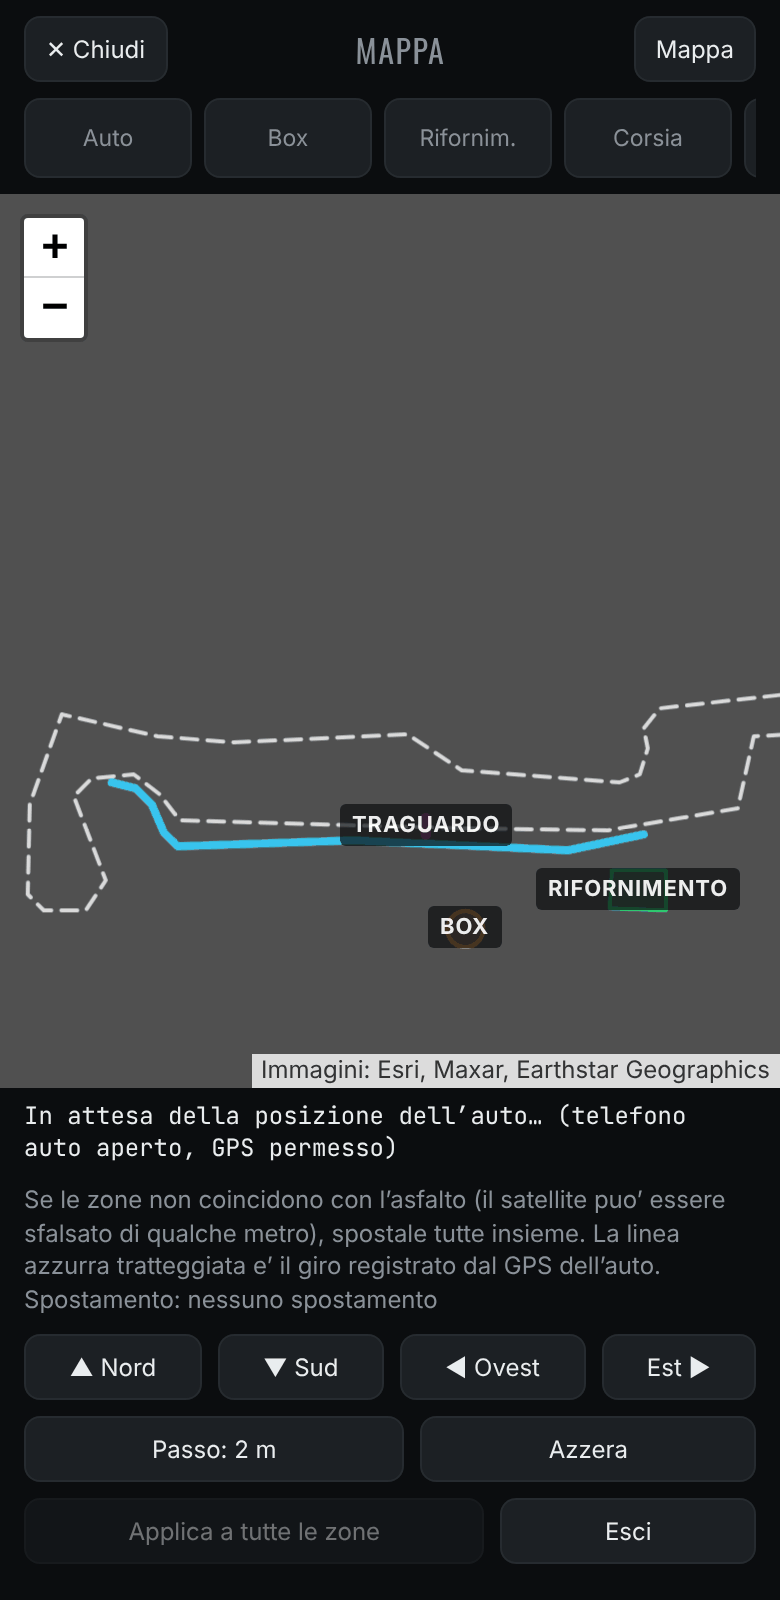 ✕ Chiudi
MAPPA
Mappa
Auto
Box
Rifornim.
Corsia
+
−
TRAGUARDO
RIFORNIMENTO
BOX
Immagini: Esri, Maxar, Earthstar Geographics
In attesa della posizione dell’auto… (telefono
auto aperto, GPS permesso)
Se le zone non coincidono con l’asfalto (il satellite puo’ essere
sfalsato di qualche metro), spostale tutte insieme. La linea
azzurra tratteggiata e’ il giro registrato dal GPS dell’auto.
Spostamento: nessuno spostamento
▲ Nord
▼ Sud
◀ Ovest
Est ▶
Passo: 2 m
Azzera
Applica a tutte le zone
Esci